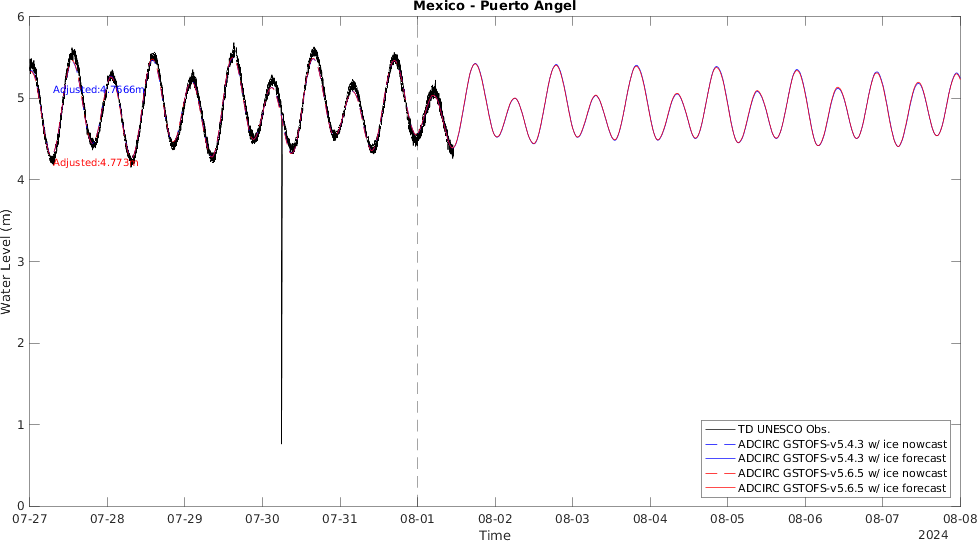 Mexico - Puerto Angel
6
5
4
3
2
1
0
Water Level (m)
Adjusted:4.7666m
Adjusted:4.773m
TD UNESCO Obs.
ADCIRC GSTOFS-v5.4.3 w/ ice nowcast
ADCIRC GSTOFS-v5.4.3 w/ ice forecast
ADCIRC GSTOFS-v5.6.5 w/ ice nowcast
ADCIRC GSTOFS-v5.6.5 w/ ice forecast
07-27 07-28 07-29 07-30 07-31 08-01 08-02 08-03 08-04 08-05 08-06 08-07 08-08
Time
2024